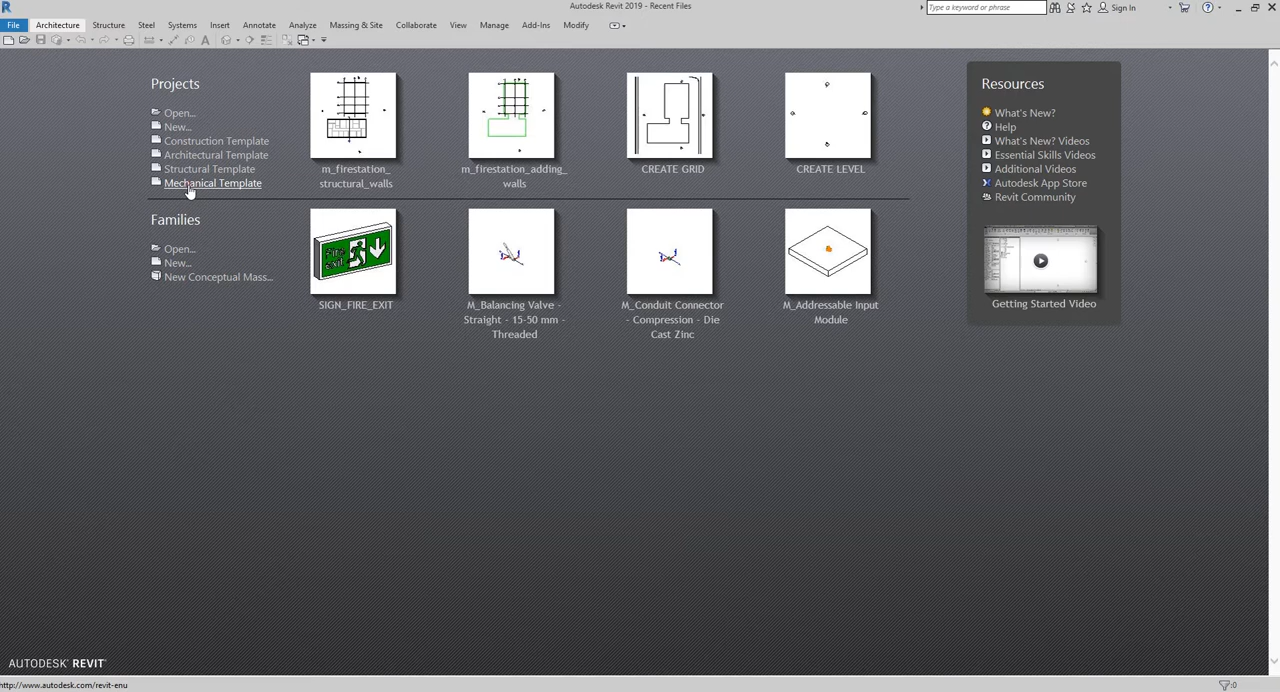 Autodesk Revit 2019 - Recent Files
Type a keyword or phrase
Sign In
File Architecture Structure Steel Systems Insert Annotate Analyze Massing & Site Collaborate View Manage Add-Ins Modify
Projects
Open...
New...
Construction Template
Architectural Template
Structural Template
Mechanical Template
m_firestation_
structural_walls
m_firestation_adding_
walls
CREATE GRID
CREATE LEVEL
Families
Open...
New...
New Conceptual Mass...
Fire
exit
SIGN_FIRE_EXIT
M_Balancing Valve -
Straight - 15-50 mm -
Threaded
M_Conduit Connector
- Compression - Die
Cast Zinc
M_Addressable Input
Module
Resources
What's New?
Help
What's New? Videos
Essential Skills Videos
Additional Videos
Autodesk App Store
Revit Community
Getting Started Video
AUTODESK® REVIT®
http://www.autodesk.com/revit-enu
:0